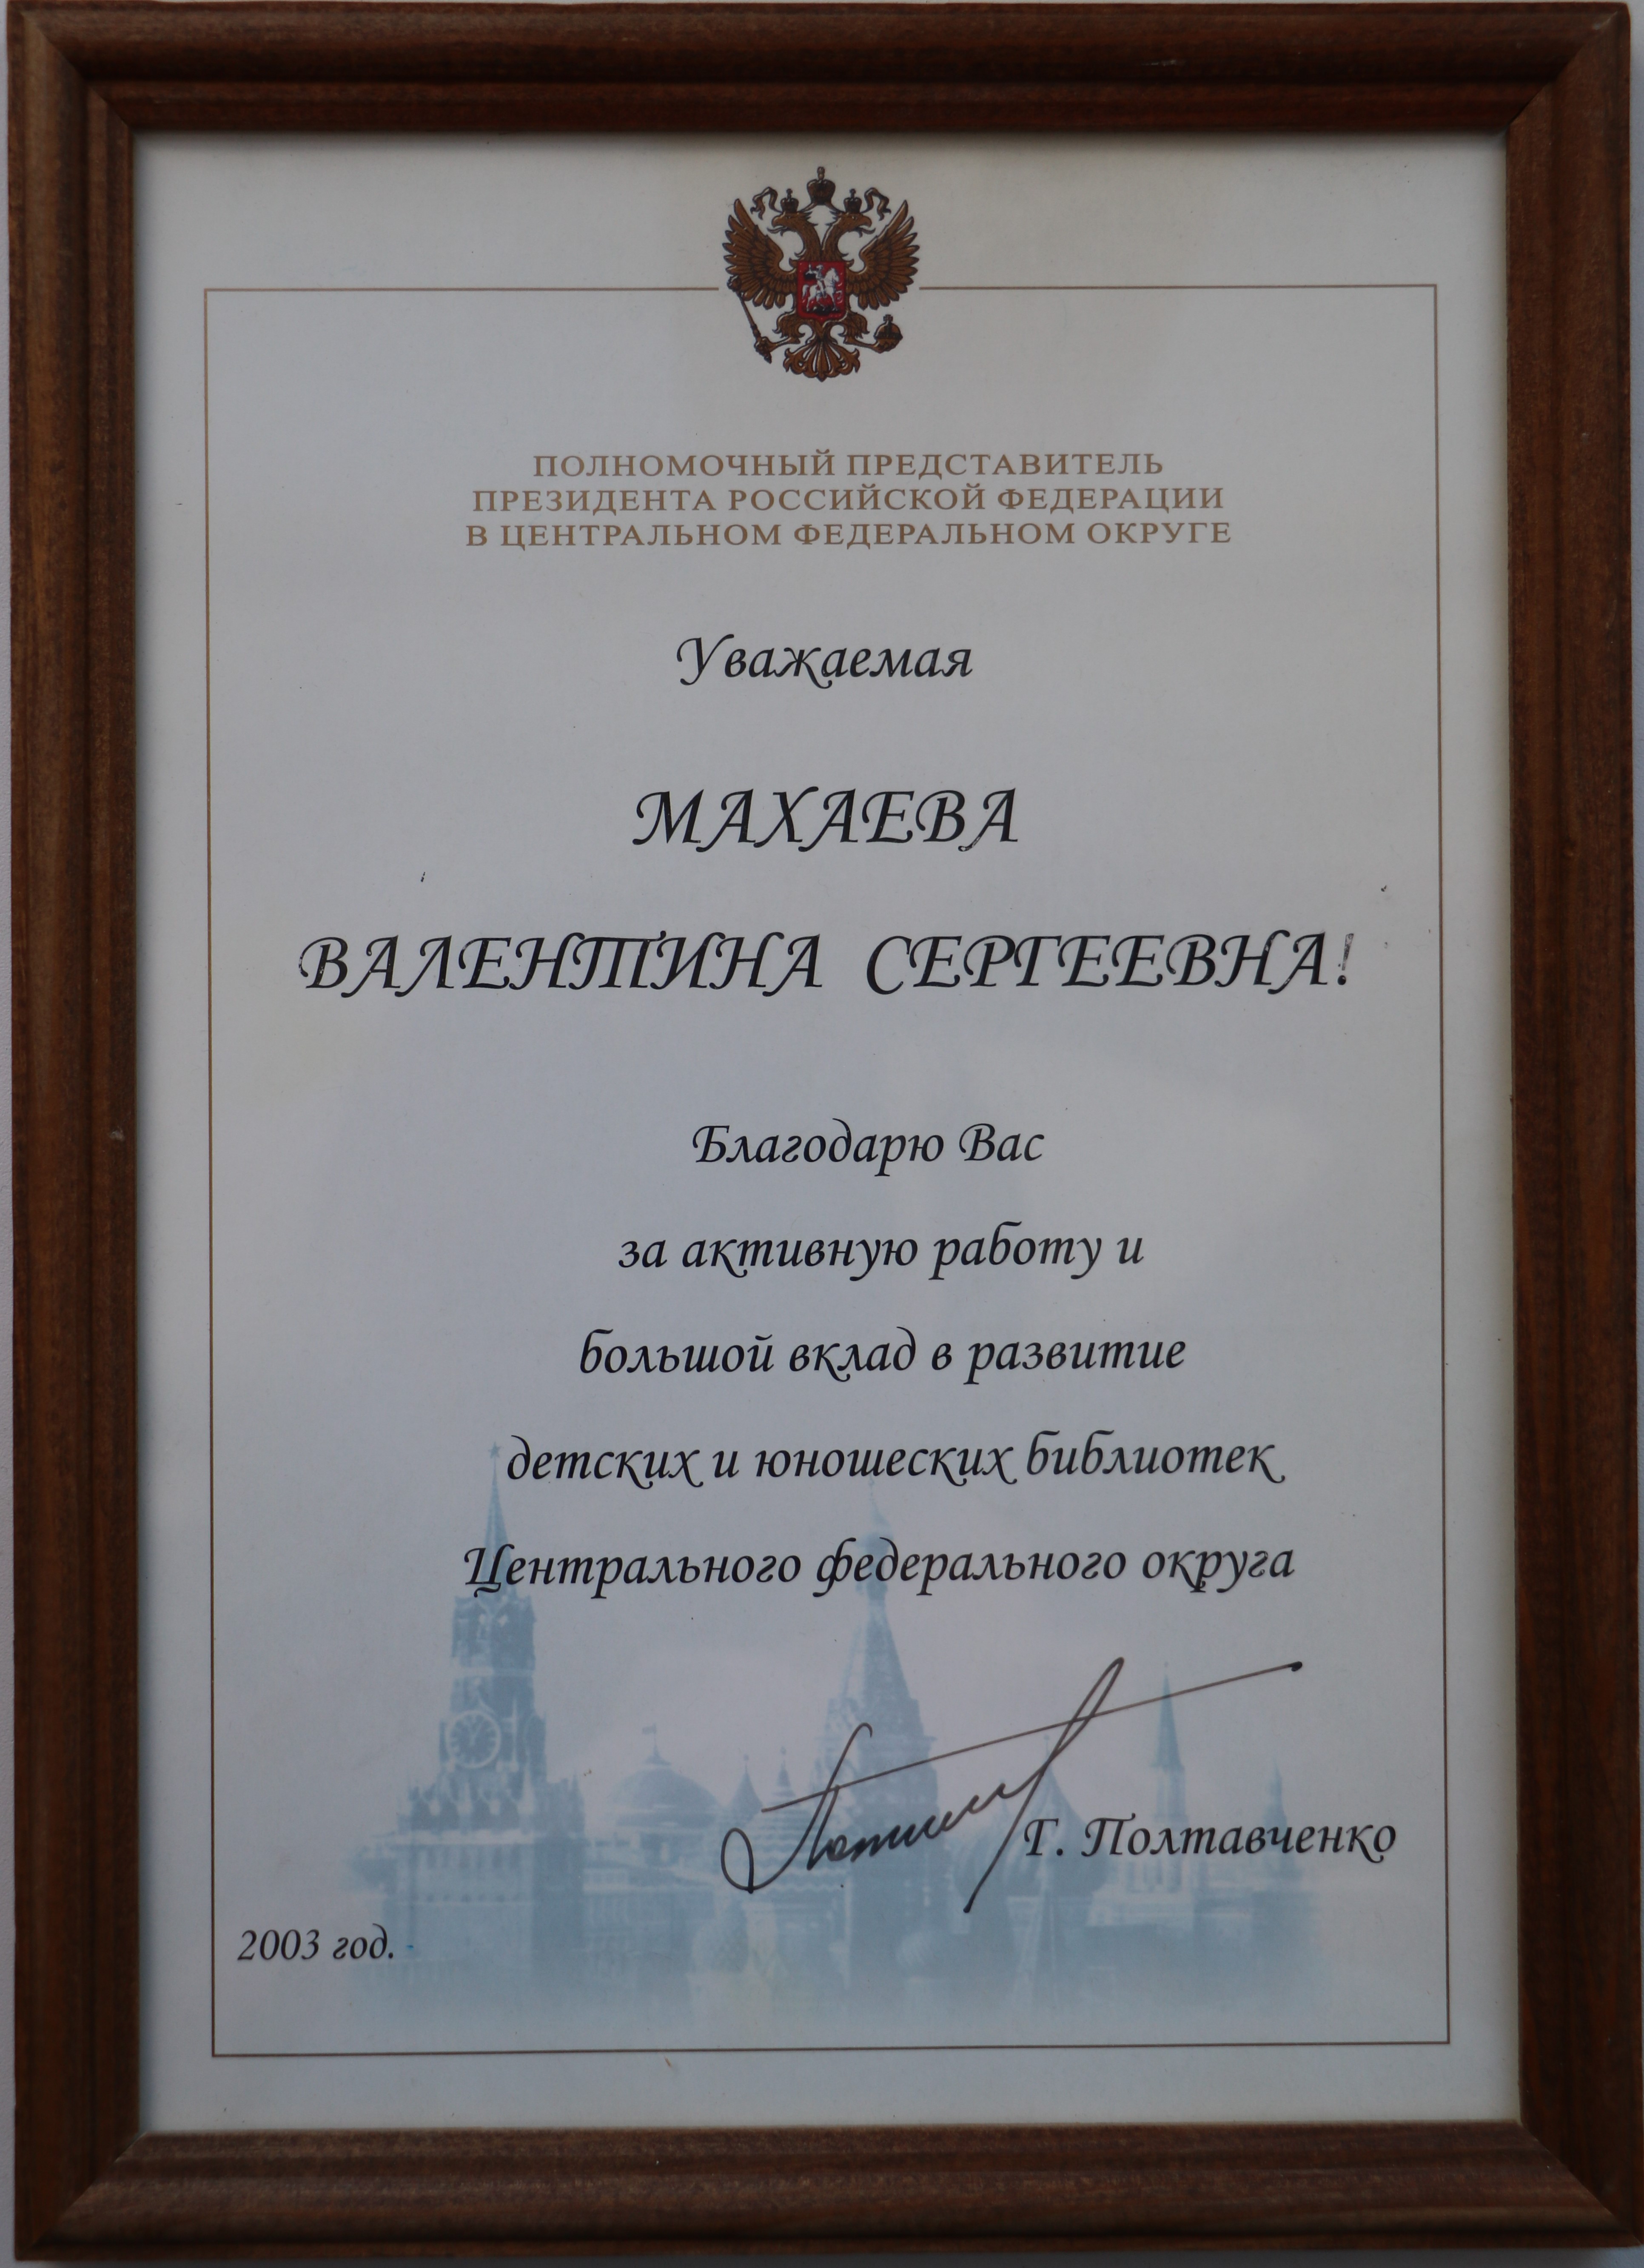 ПОЛНОМОЧНЫЙ ПРЕДСТАВИТЕЛЬ
ПРЕЗИДЕНТА РОССИЙСКОЙ ФЕДЕРАЦИИ
В ЦЕНТРАЛЬНОМ ФЕДЕРАЛЬНОМ ОКРУГЕ
Уважаемая
МАХАЕВА
ВАЛЕНТИНА СЕРГЕЕВНА!
Благодарю Вас
за активную работу и
большой вклад в развитие
детских и юношеских библиотек
Центрального федерального округа
Г. Полтавченко
2003 год.